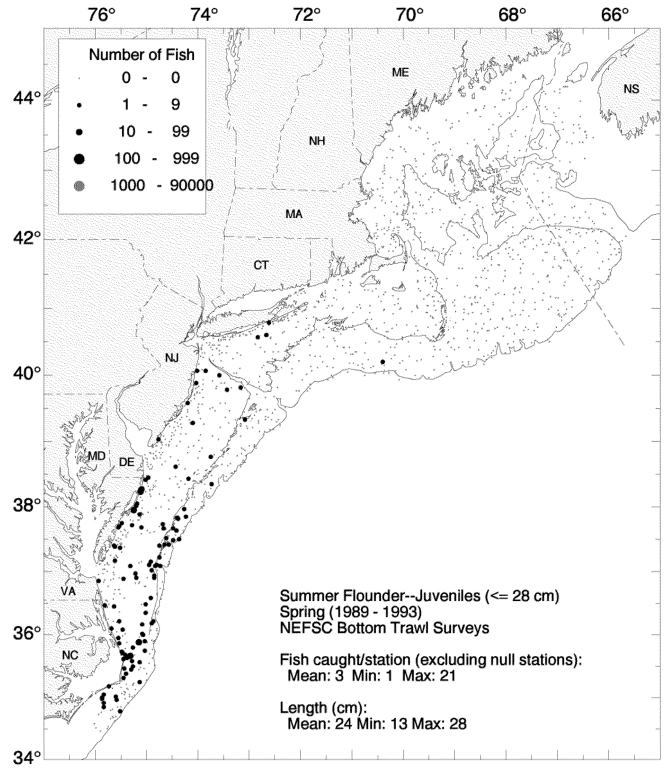 76° 74° 72° 70° 68° 66°
Number of Fish
0 - 0
1 - 9
10 - 99
100 - 999
1000 - 90000
ME
NS
44°
NH
MA
42°
CT
NJ
40°
MD
DE
38°
VA
36°
NC
34°
Summer Flounder--Juveniles (<= 28 cm)
Spring (1989 - 1993)
NEFSC Bottom Trawl Surveys
Fish caught/station (excluding null stations):
Mean: 3 Min: 1 Max: 21
Length (cm):
Mean: 24 Min: 13 Max: 28